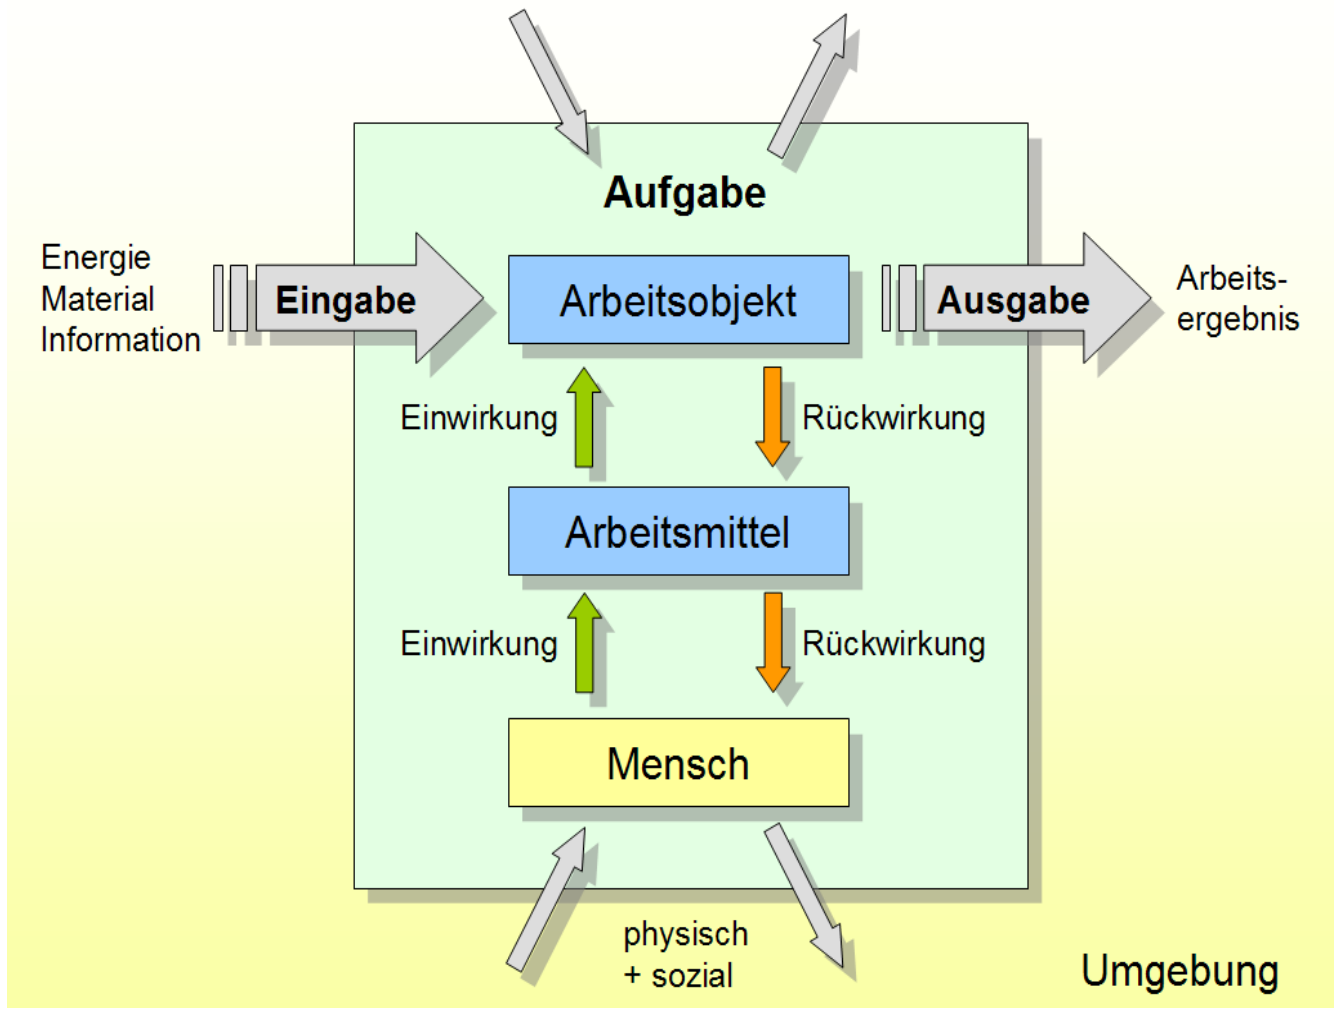 Aufgabe
Energie
Material
Information
Eingabe
Arbeitsobjekt
Ausgabe
Arbeits-
ergebnis
Einwirkung
Rückwirkung
Arbeitsmittel
Einwirkung
Rückwirkung
Mensch
physisch
+ sozial
Umgebung